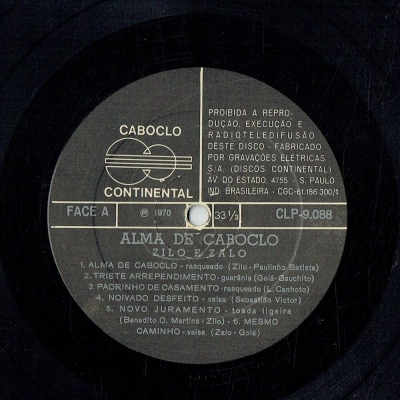 CABOCLO
CONTINENTAL
PROIBIDA A REPRO-
DUÇÃO, EXECUÇÃO E
RADIOTELEDIFUSÃO
DÊSTE DISCO - FABRICADO
POR GRAVAÇÕES ELÉTRICAS
S/A. (DISCOS CONTINENTAL)
AV. DO ESTADO, 4755 - S. PAULO
IND. BRASILEIRA - CGC-61.186.300/1
FACE A
℗ 1970
33 1/3
CLP-9.088
ALMA DE CABOCLO
ZILO E ZALO
1. ALMA DE CABOCLO - rasqueado (Zilo - Paulinho Batista)
2. TRISTE ARREPENDIMENTO - guarânia (Goiá - Gauchito)
3. PADRINHO DE CASAMENTO - rasqueado (L. Canhoto)
4. NOIVADO DESFEITO - valsa (Sebastião Victor)
5. NOVO JURAMENTO - toada ligeira
(Benedito O. Martins - Zilo) - 6. MESMO
CAMINHO - valsa (Zalo - Goiá)